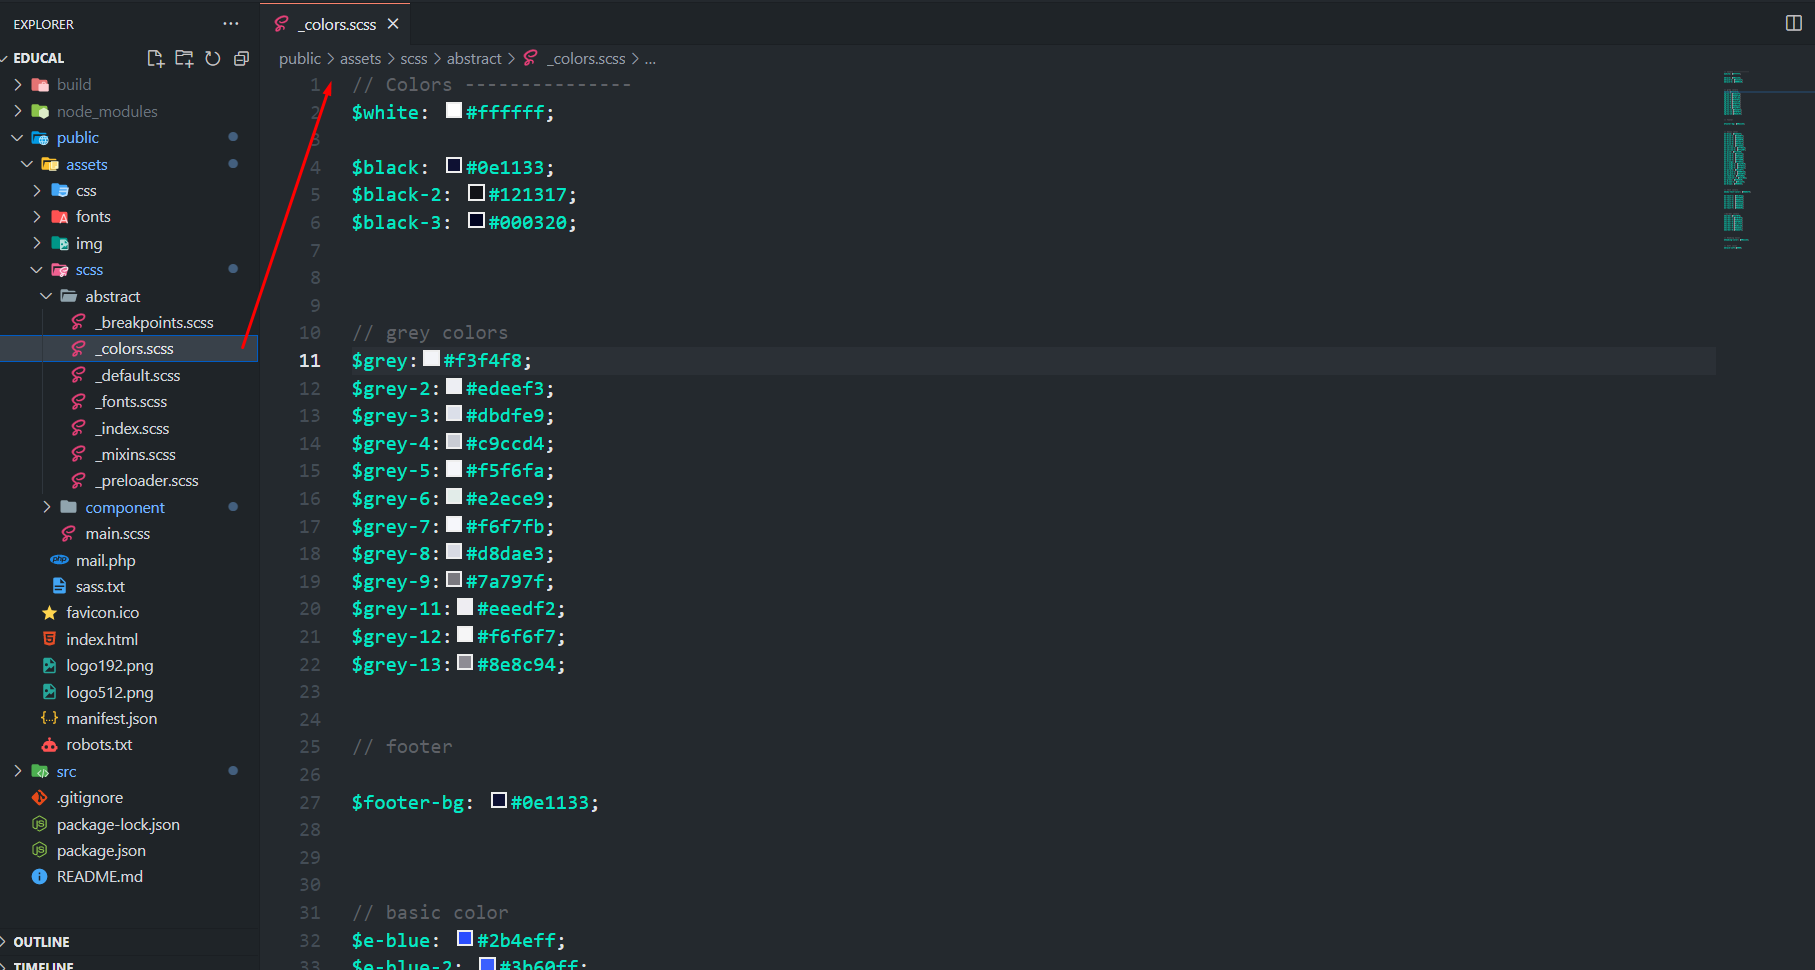 EXPLORER
EDUCAL
build
node_modules
public
assets
css
A fonts
img
scss
abstract
_breakpoints.scss
_colors.scss
_default.scss
_fonts.scss
_index.scss
_mixins.scss
_preloader.scss
component
main.scss
php mail.php
sass.txt
favicon.ico
index.html
logo192.png
logo512.png
{..} manifest.json
robots.txt
src
.gitignore
JS package-lock.json
JS package.json
README.md
OUTLINE
TIMELINE
_colors.scss
public > assets > scss > abstract > _colors.scss > ...
1 // Colors ---------------
2 $white: #ffffff;
3
4 $black: #0e1133;
5 $black-2: #121317;
6 $black-3: #000320;
7
8
9
10 // grey colors
11 $grey: #f3f4f8;
12 $grey-2: #edeef3;
13 $grey-3: #dbdfe9;
14 $grey-4: #c9ccd4;
15 $grey-5: #f5f6fa;
16 $grey-6: #e2ece9;
17 $grey-7: #f6f7fb;
18 $grey-8: #d8dae3;
19 $grey-9: #7a797f;
20 $grey-11: #eeedf2;
21 $grey-12: #f6f6f7;
22 $grey-13: #8e8c94;
23
24
25 // footer
26
27 $footer-bg: #0e1133;
28
29
30
31 // basic color
32 $e-blue: #2b4eff;
33 $e-blue-2: #3b60ff;